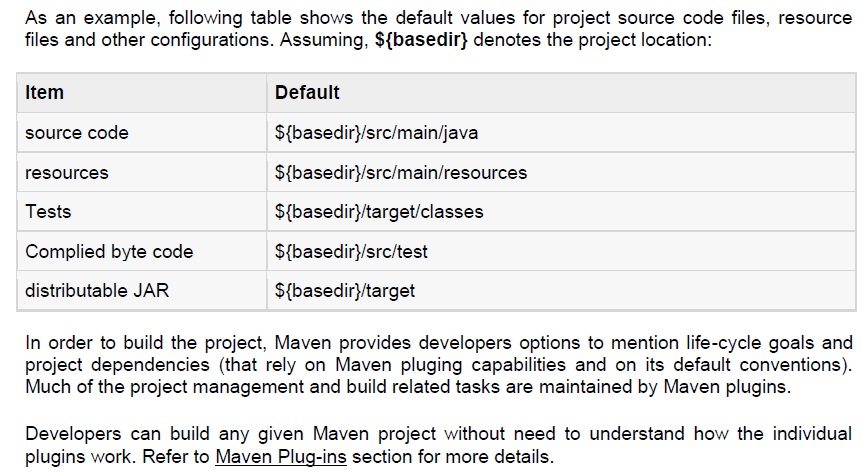 As an example, following table shows the default values for project source code files, resource
files and other configurations. Assuming, ${basedir} denotes the project location:
Item Default
source code ${basedir}/src/main/java
resources ${basedir}/src/main/resources
Tests ${basedir}/target/classes
Complied byte code ${basedir}/src/test
distributable JAR ${basedir}/target
In order to build the project, Maven provides developers options to mention life-cycle goals and
project dependencies (that rely on Maven pluging capabilities and on its default conventions).
Much of the project management and build related tasks are maintained by Maven plugins.
Developers can build any given Maven project without need to understand how the individual
plugins work. Refer to Maven Plug-ins section for more details.